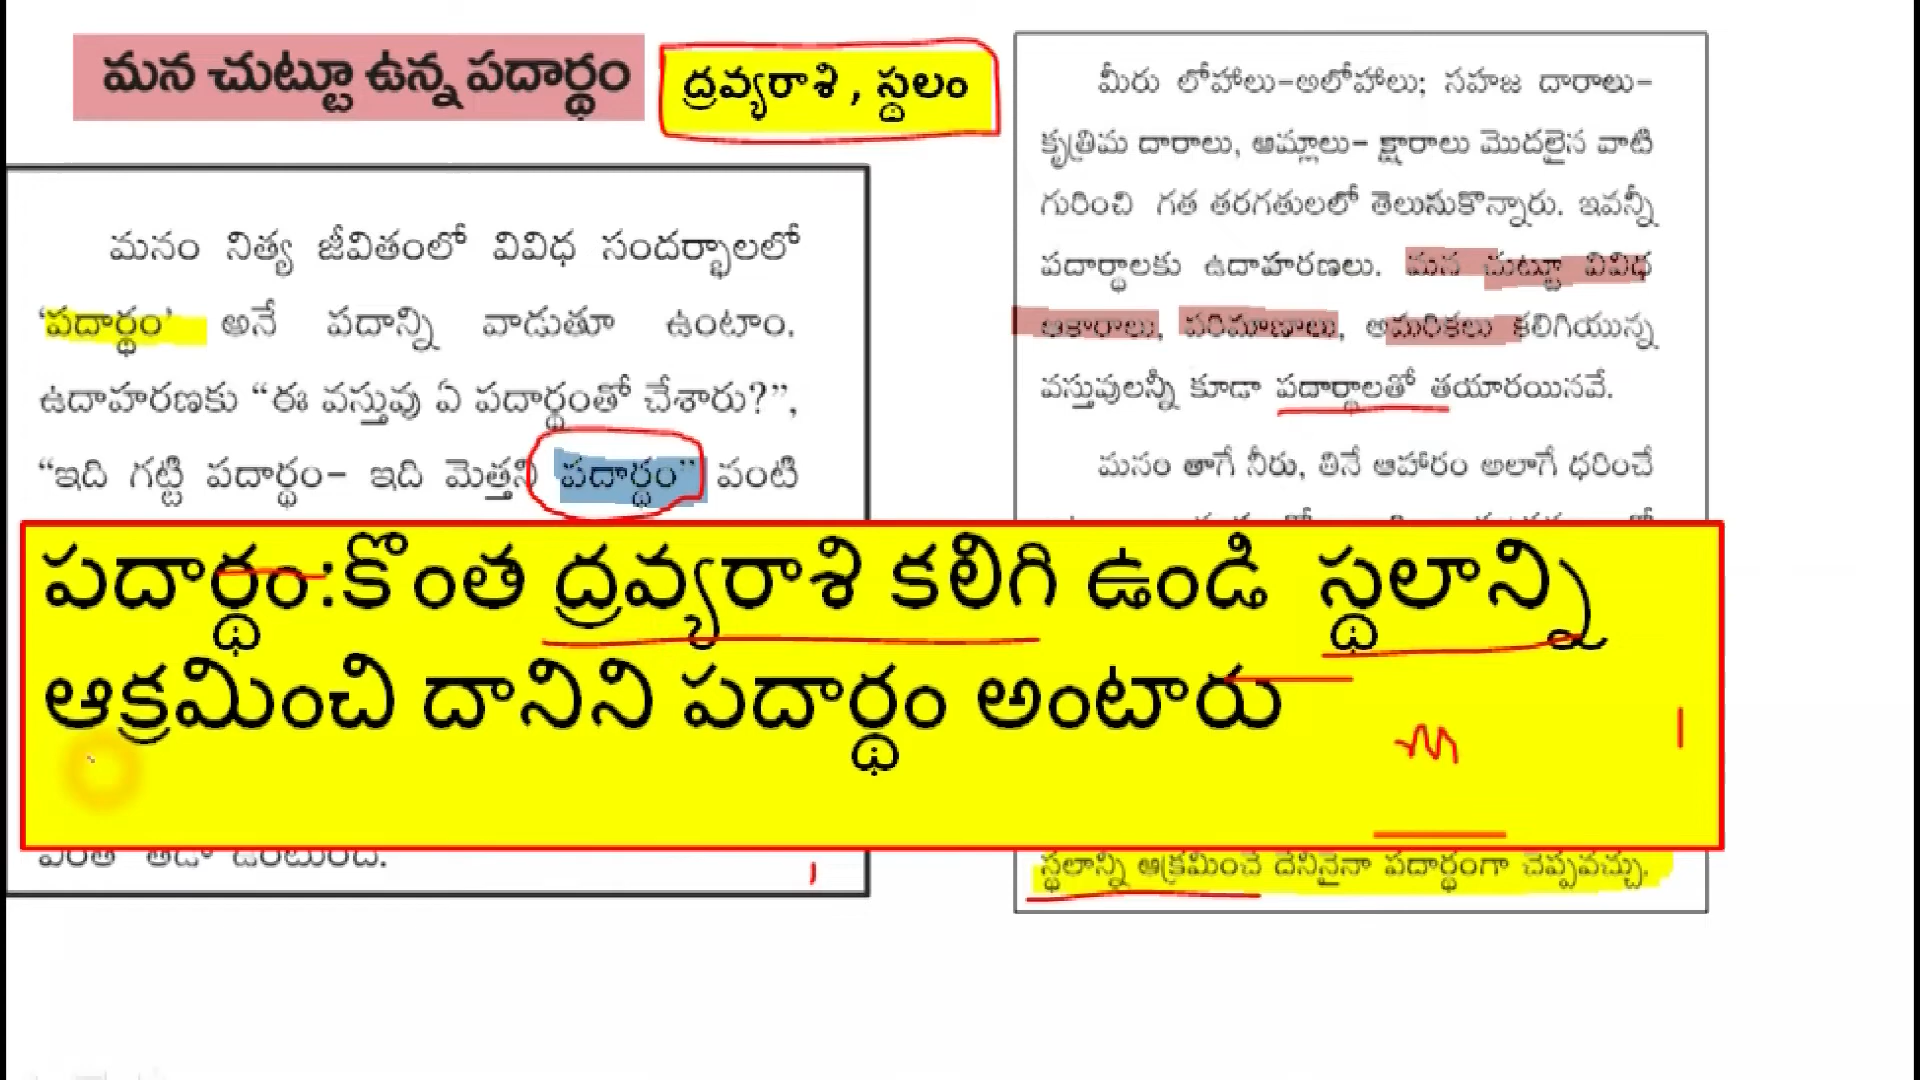 మన చుట్టూ ఉన్న పదార్థం
ద్రవ్యరాశి , స్థలం
మనం నిత్య జీవితంలో వివిధ సందర్భాలలో
‘పదార్థం’ అనే పదాన్ని వాడుతూ ఉంటాం.
ఉదాహరణకు “ఈ వస్తువు ఏ పదార్థంతో చేశారు?”,
“ఇది గట్టి పదార్థం- ఇది మెత్తని పదార్థం” వంటి
మీరు లోహాలు-అలోహాలు; సహజ దారాలు-
కృత్రిమ దారాలు, ఆమ్లాలు- క్షారాలు మొదలైన వాటి
గురించి గత తరగతులలో తెలుసుకొన్నారు. ఇవన్నీ
పదార్థాలకు ఉదాహరణలు. మన చుట్టూ వివిధ
ఆకారాలు, పరిమాణాలు, అమరికలు కలిగియున్న
వస్తువులన్నీ కూడా పదార్థాలతో తయారయినవే.
మనం తాగే నీరు, తినే ఆహారం అలాగే ధరించే
పదార్థం:కొంత ద్రవ్యరాశి కలిగి ఉండి స్థలాన్ని
ఆక్రమించి దానిని పదార్థం అంటారు
స్థలాన్ని ఆక్రమించే దేనినైనా పదార్థంగా చెప్పవచ్చు.